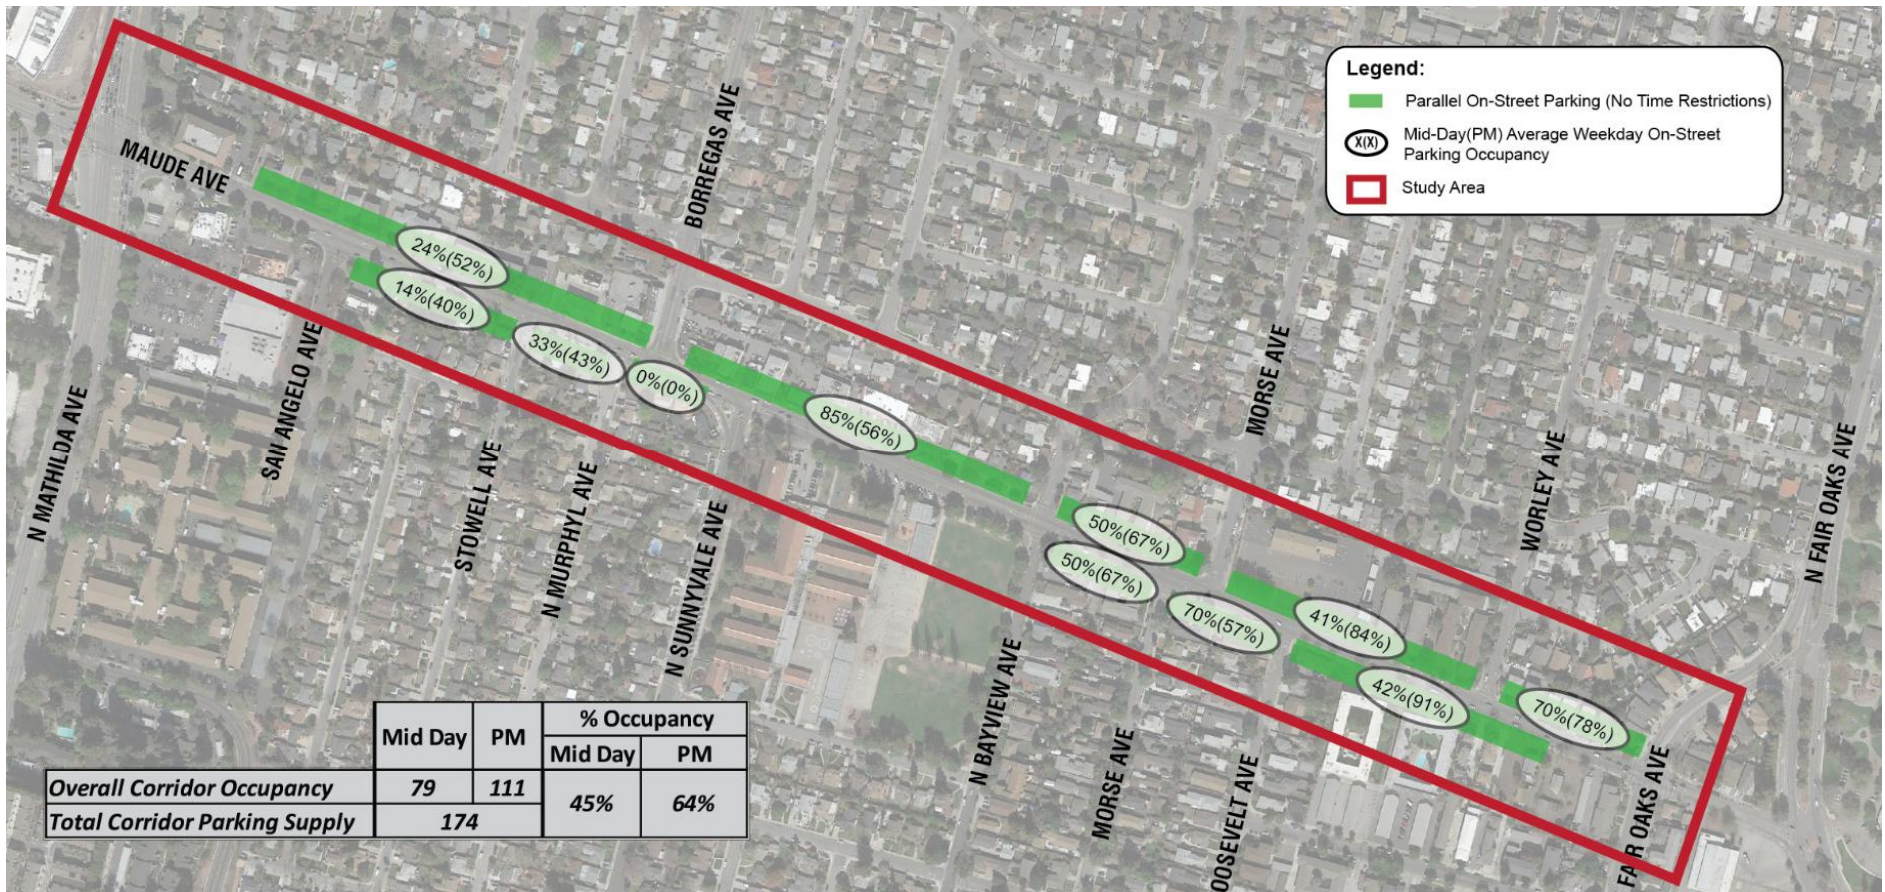 Legend:
Parallel On-Street Parking (No Time Restrictions)
X(X)
Mid-Day(PM) Average Weekday On-Street
Parking Occupancy
Study Area
MAUDE AVE
BORREGAS AVE
24%(52%)
14%(40%)
33%(43%)
0%(0%)
85%(56%)
50%(67%)
50%(67%)
70%(57%)
41%(84%)
42%(91%)
70%(78%)
N MATHILDA AVE
SAN ANGELO AVE
STOWELL AVE
N MURPHYL AVE
N SUNNYVALE AVE
N BAYVIEW AVE
MORSE AVE
MORSE AVE
OOSEVELT AVE
WORLEY AVE
N FAIR OAKS AVE
FAIR OAKS AVE
Mid Day PM % Occupancy
Mid Day PM
Overall Corridor Occupancy 79 111 45% 64%
Total Corridor Parking Supply 174